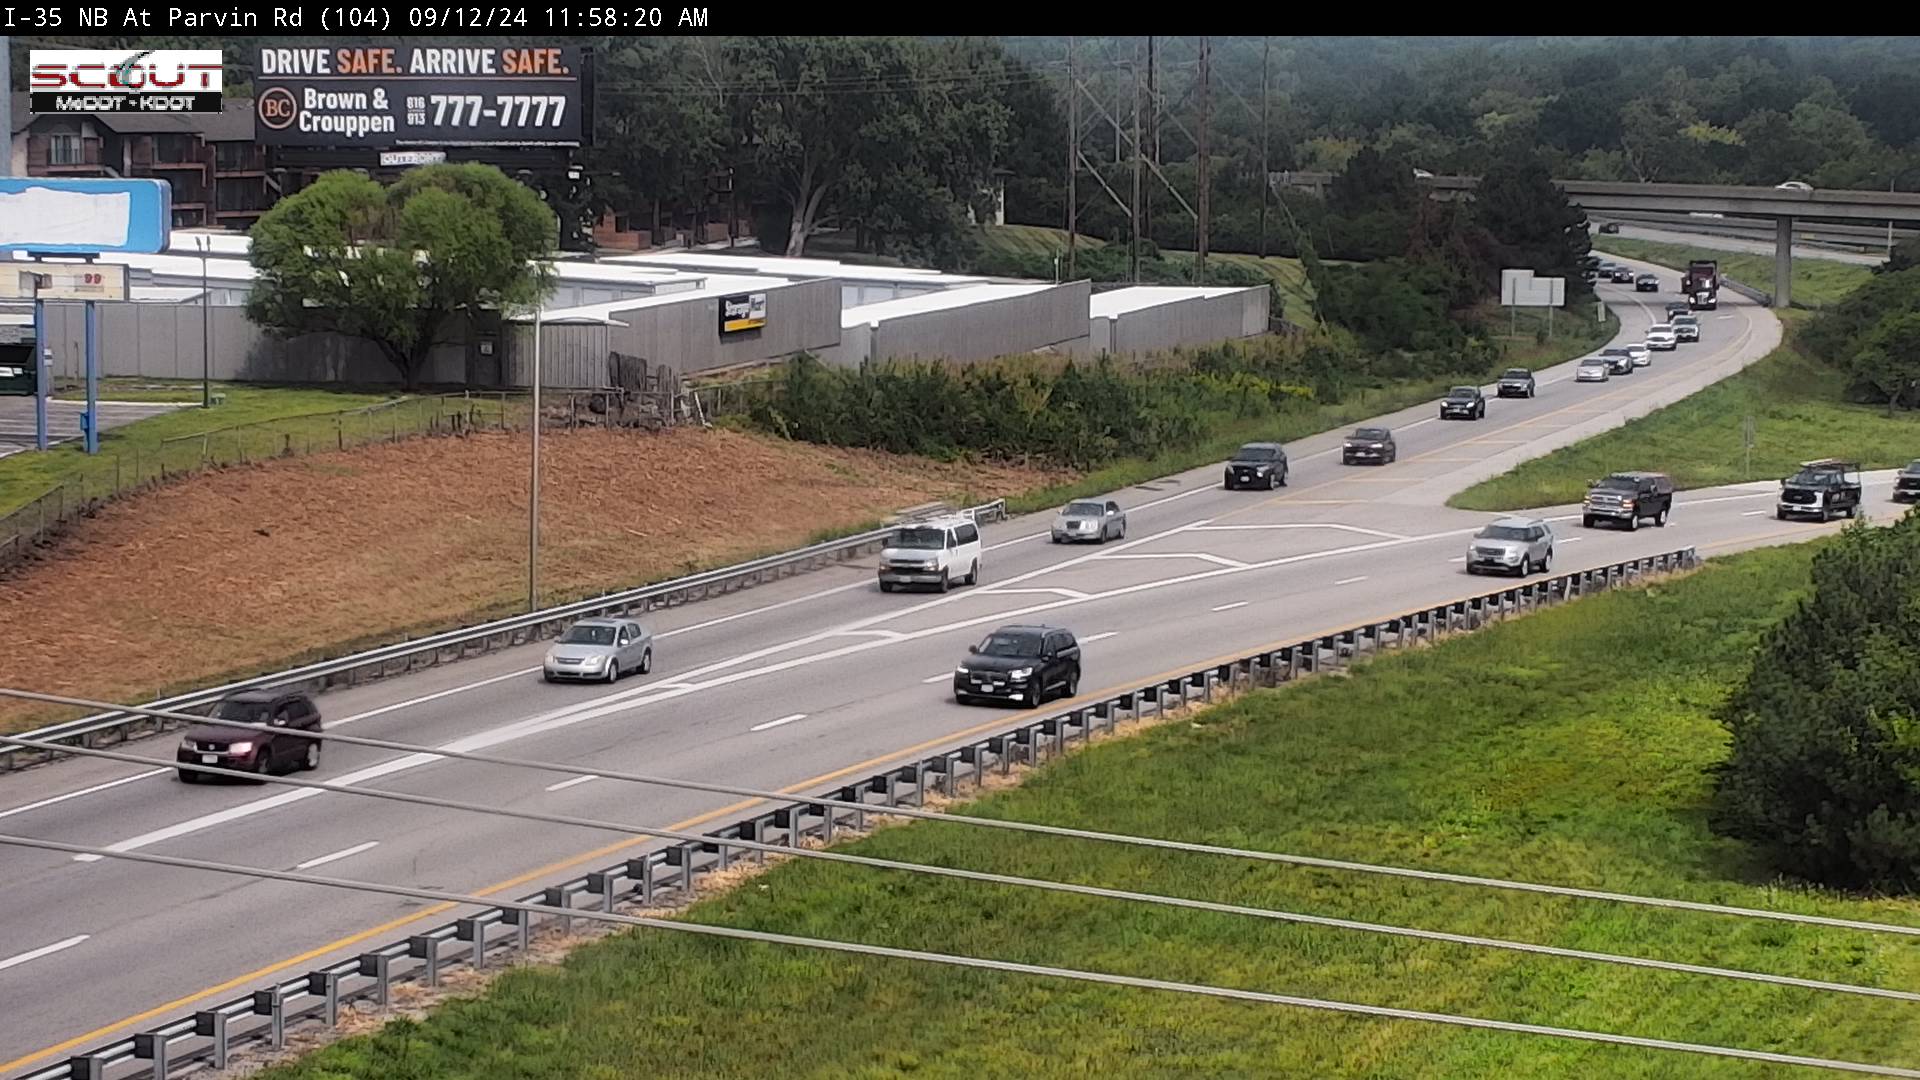 I-35 NB At Parvin Rd (104) 09/12/24 11:58:20 AM
SCOUT
MoDOT - KDOT
DRIVE SAFE. ARRIVE SAFE.
BC Brown & Crouppen 816 913 777-7777
OUTFRONT
99